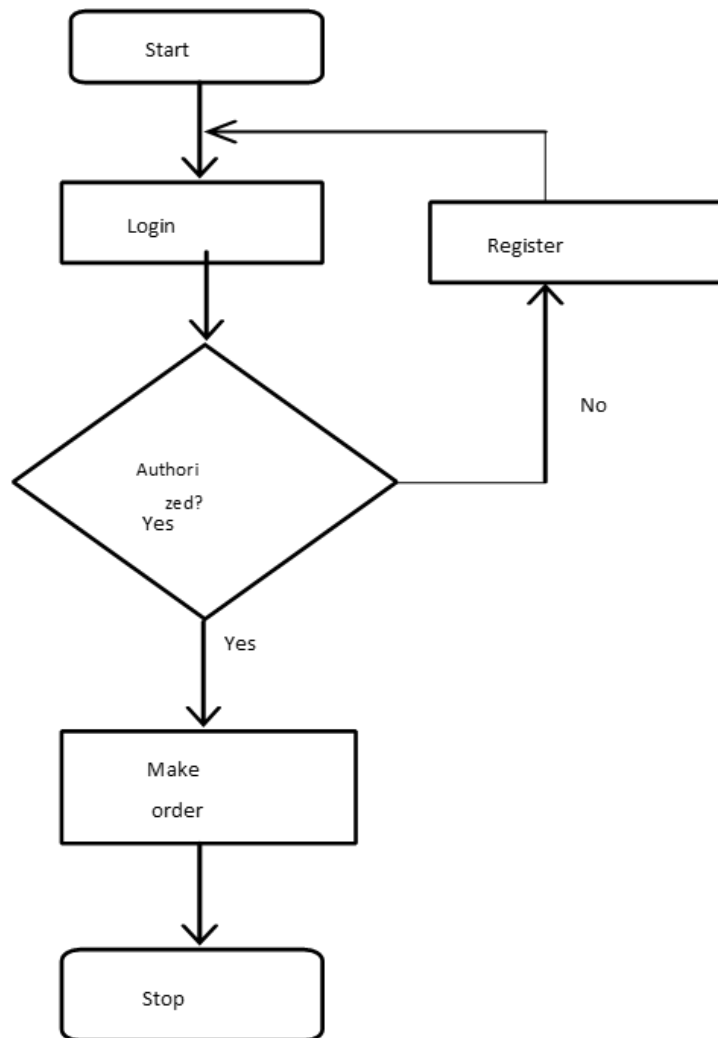 Start
Login
Register
No
Authori
zed?
Yes
Yes
Make
order
Stop